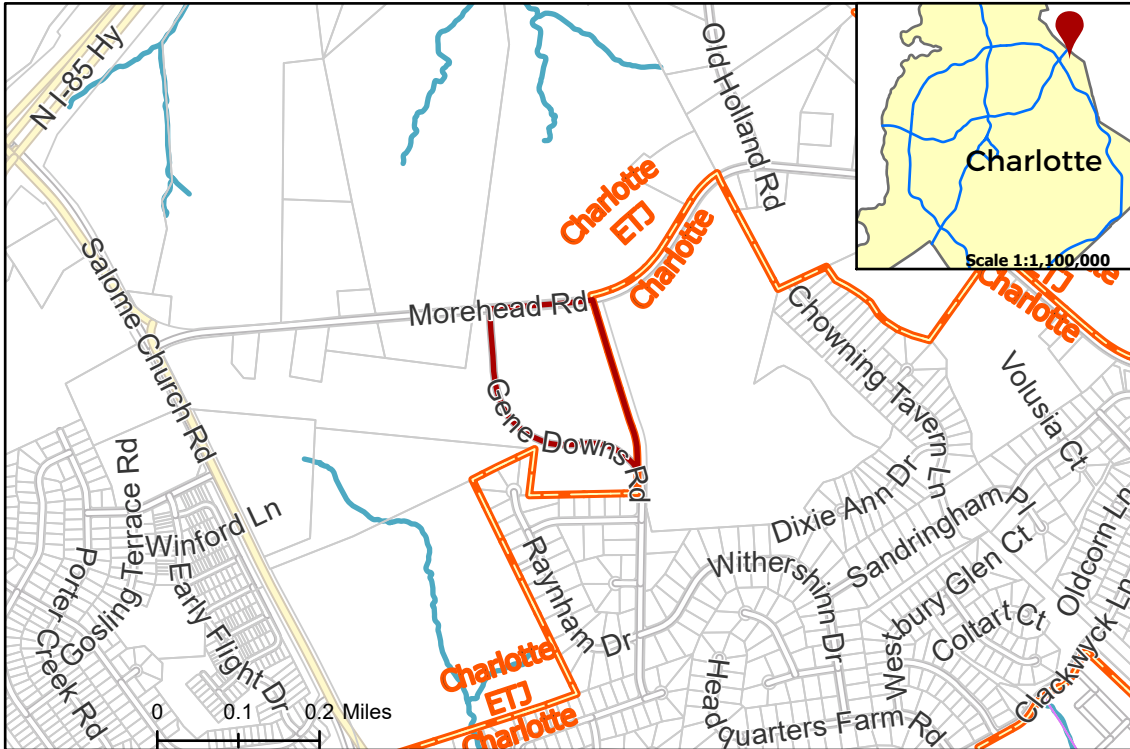 N I-85 Hy
Old Holland Rd
Charlotte
Scale 1:1,100,000
Charlotte
ETJ
Charlotte
Charlotte
Salome Church Rd
Morehead Rd
Chowning Tavern Ln
Volusia Ct
Gene Downs Rd
Gosling Terrace Rd
Winford Ln
Early Flight Dr
Porter Creek Rd
Raynham Dr
Withershinn Dr
Dixie Ann Dr
Sandringham Pl
Westbury Glen Ct
Coltart Ct
Oldcorn Ln
Clackwyck Ln
Headquarters Farm Rd
Charlotte
ETJ
Charlotte
0 0.1 0.2 Miles